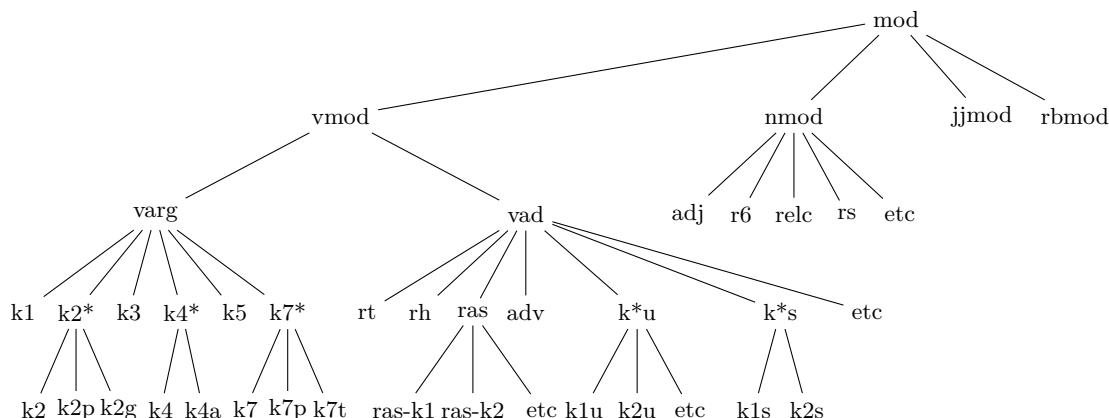 mod
vmod nmod jjmod rbmod
varg vad adj r6 relc rs etc
k1 k2* k3 k4* k5 k7* rt rh ras adv k*u k*s etc
k2 k2p k2g k4 k4a k7 k7p k7t ras-k1 ras-k2 etc k1u k2u etc k1s k2s